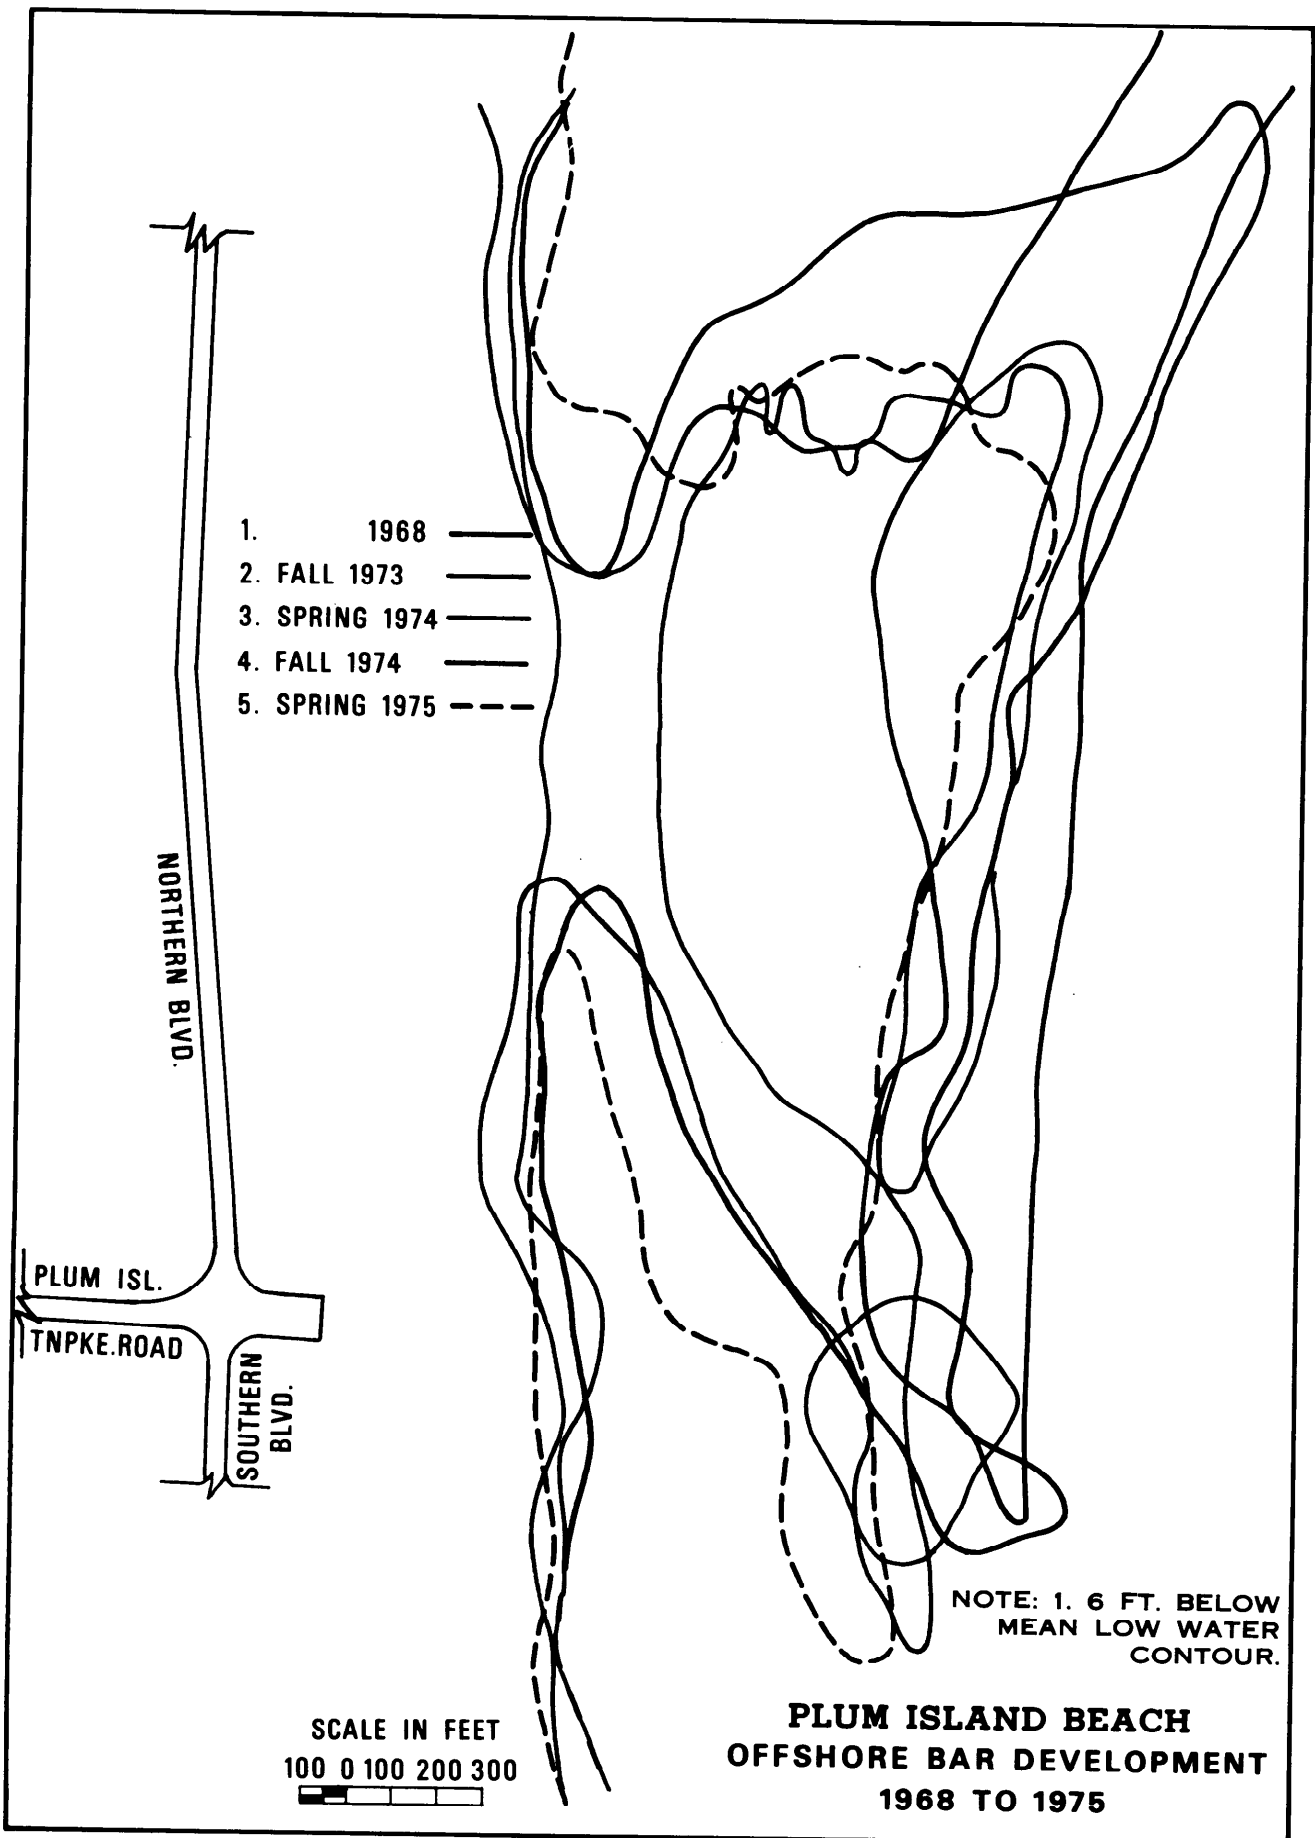 1. 1968
2. FALL 1973
3. SPRING 1974
4. FALL 1974
5. SPRING 1975
NORTHERN BLVD.
PLUM ISL.
TNPKE.ROAD
SOUTHERN
BLVD.
NOTE: 1. 6 FT. BELOW
MEAN LOW WATER
CONTOUR.
SCALE IN FEET
100 0 100 200 300
PLUM ISLAND BEACH
OFFSHORE BAR DEVELOPMENT
1968 TO 1975